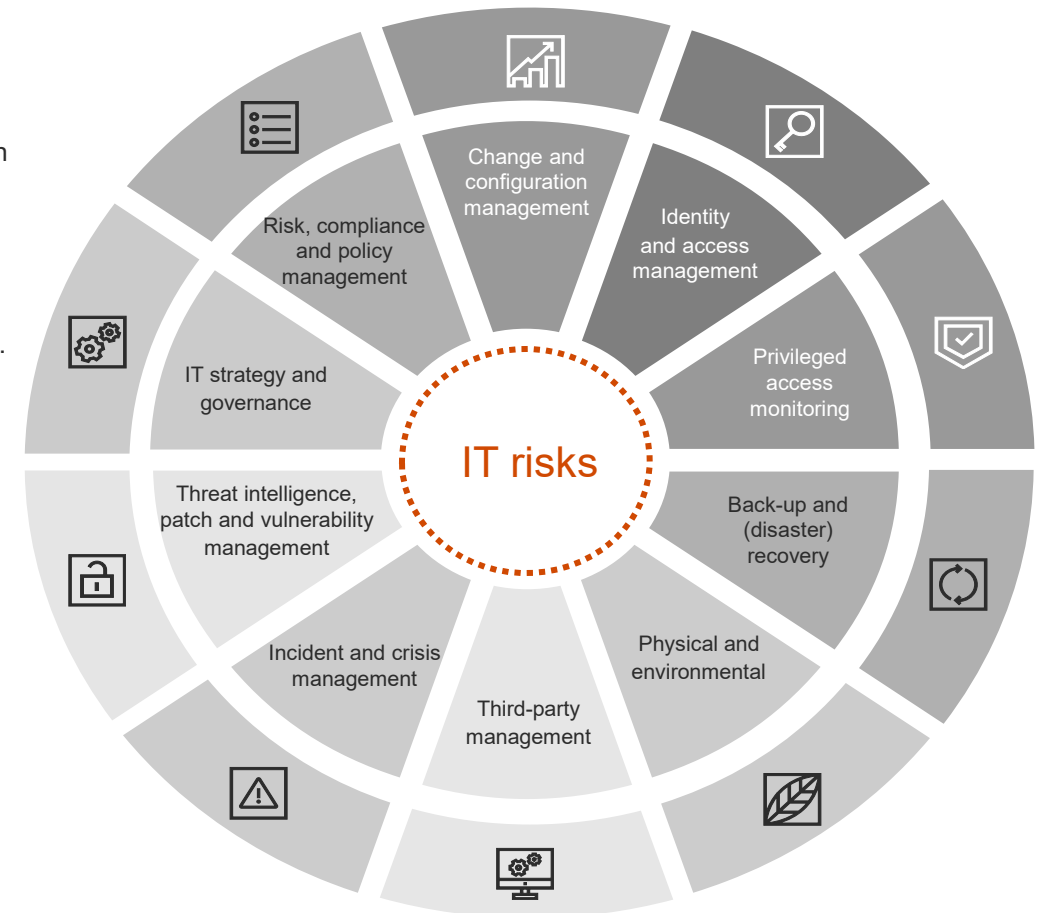 n
.
Change and
configuration
management
Identity
and access
management
Privileged
access
monitoring
Back-up and
(disaster)
recovery
Physical and
environmental
Third-party
management
Incident and crisis
management
Threat intelligence,
patch and vulnerability
management
IT strategy and
governance
Risk, compliance
and policy
management
IT risks